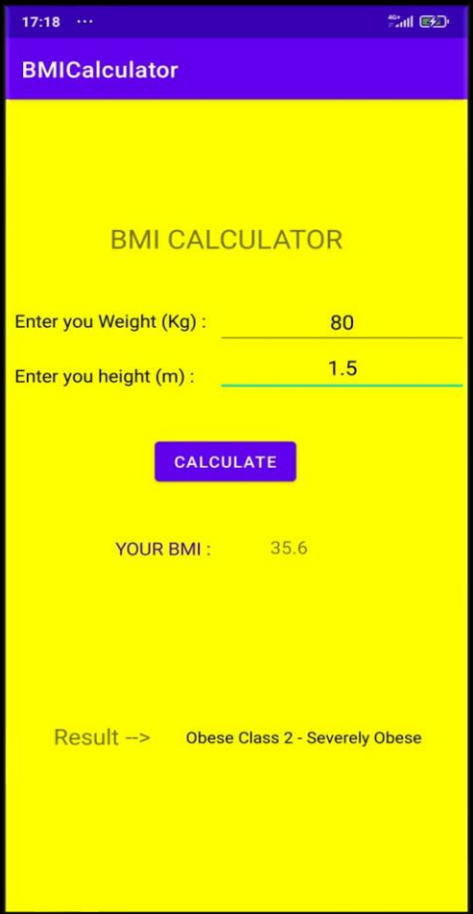 17:18 ...
4G+
BMICalculator
BMI CALCULATOR
Enter you Weight (Kg) : 80
Enter you height (m) : 1.5
CALCULATE
YOUR BMI : 35.6
Result --> Obese Class 2 - Severely Obese